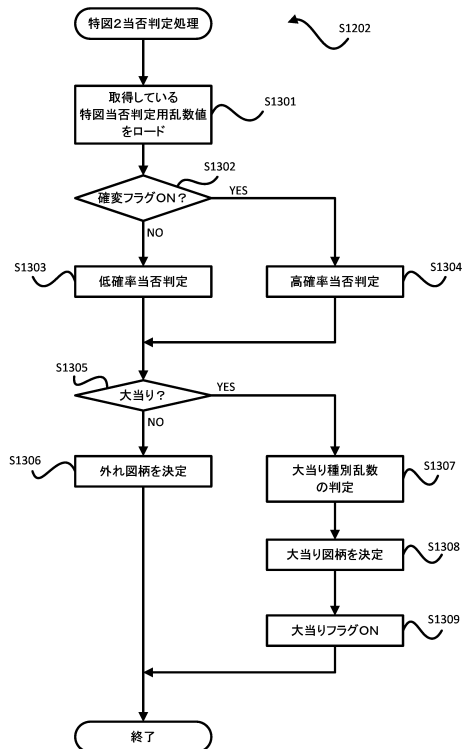 特図2当否判定処理
S1202
取得している
特図当否判定用乱数値
をロード
S1301
S1302
確変フラグON？
YES
NO
S1303
低確率当否判定
高確率当否判定
S1304
S1305
大当り？
YES
NO
S1306
外れ図柄を決定
大当り種別乱数
の判定
S1307
大当り図柄を決定
S1308
大当りフラグON
S1309
終了